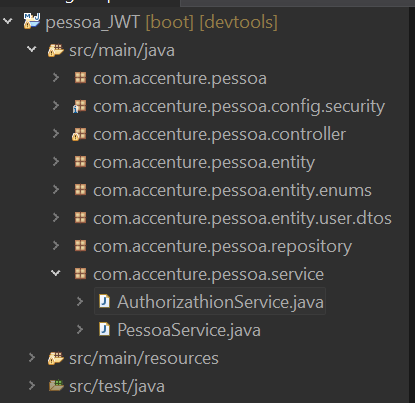 pessoa_JWT [boot] [devtools]
src/main/java
com.accenture.pessoa
com.accenture.pessoa.config.security
com.accenture.pessoa.controller
com.accenture.pessoa.entity
com.accenture.pessoa.entity.enums
com.accenture.pessoa.entity.user.dtos
com.accenture.pessoa.repository
com.accenture.pessoa.service
AuthorizathionService.java
PessoaService.java
src/main/resources
src/test/java